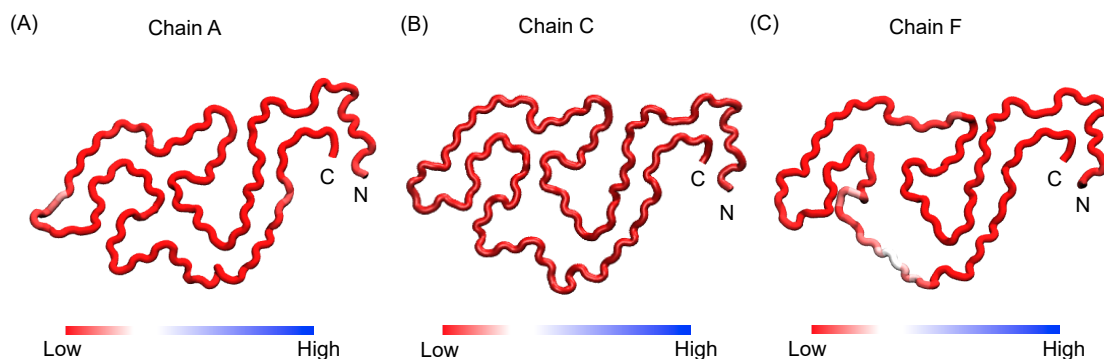 (A) Chain A
(B) Chain C
(C) Chain F
C
N
C
N
C
N
Low High
Low High
Low High